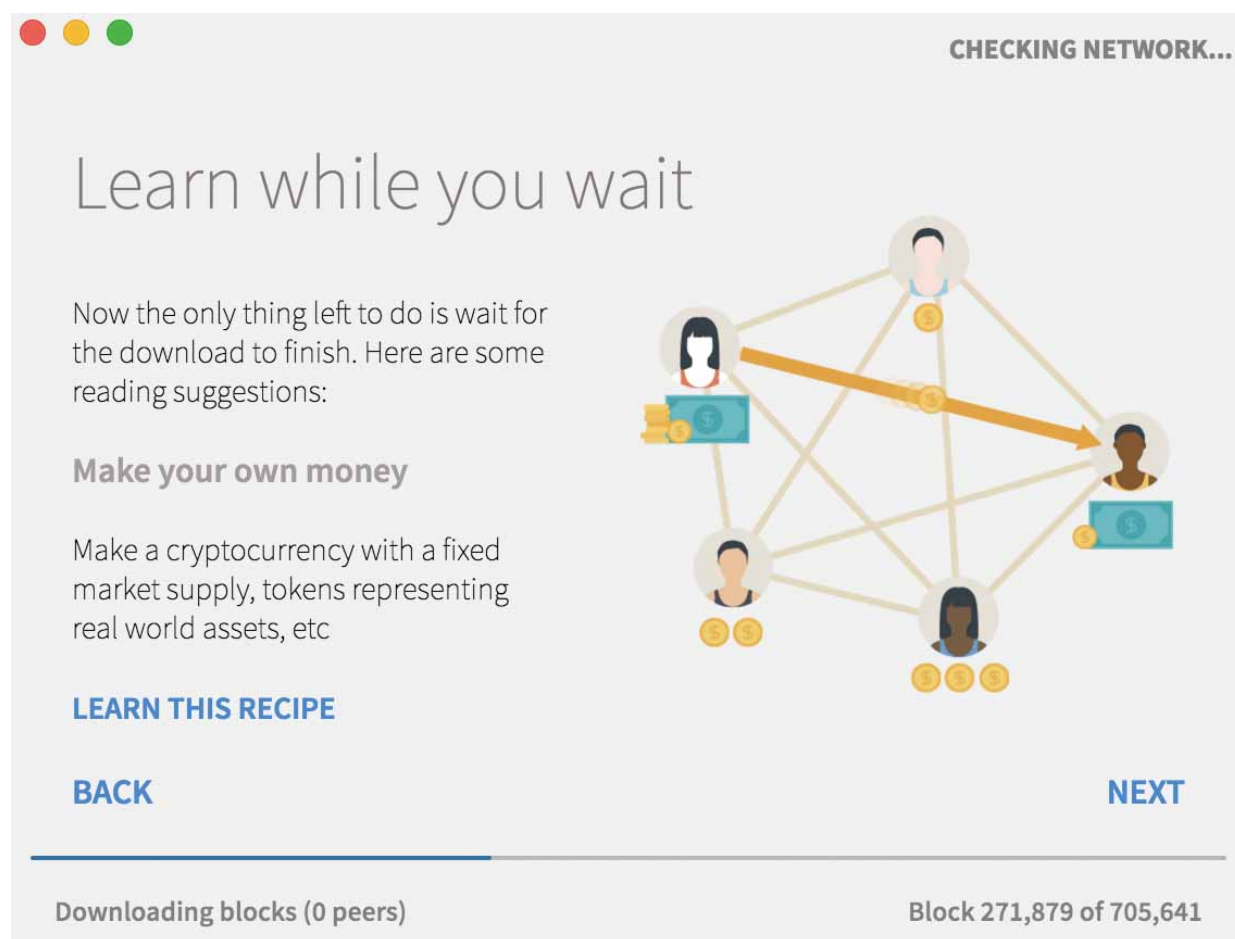 CHECKING NETWORK...
Learn while you wait
Now the only thing left to do is wait for
the download to finish. Here are some
reading suggestions:
Make your own money
Make a cryptocurrency with a fixed
market supply, tokens representing
real world assets, etc
LEARN THIS RECIPE
BACK
NEXT
Downloading blocks (0 peers)
Block 271,879 of 705,641